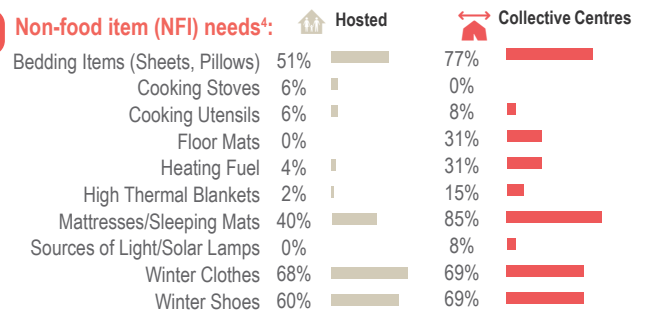 Non-food item (NFI) needs4: Hosted Collective Centres
Bedding Items (Sheets, Pillows) 51% 77%
Cooking Stoves 6% 0%
Cooking Utensils 6% 8%
Floor Mats 0% 31%
Heating Fuel 4% 31%
High Thermal Blankets 2% 15%
Mattresses/Sleeping Mats 40% 85%
Sources of Light/Solar Lamps 0% 8%
Winter Clothes 68% 69%
Winter Shoes 60% 69%